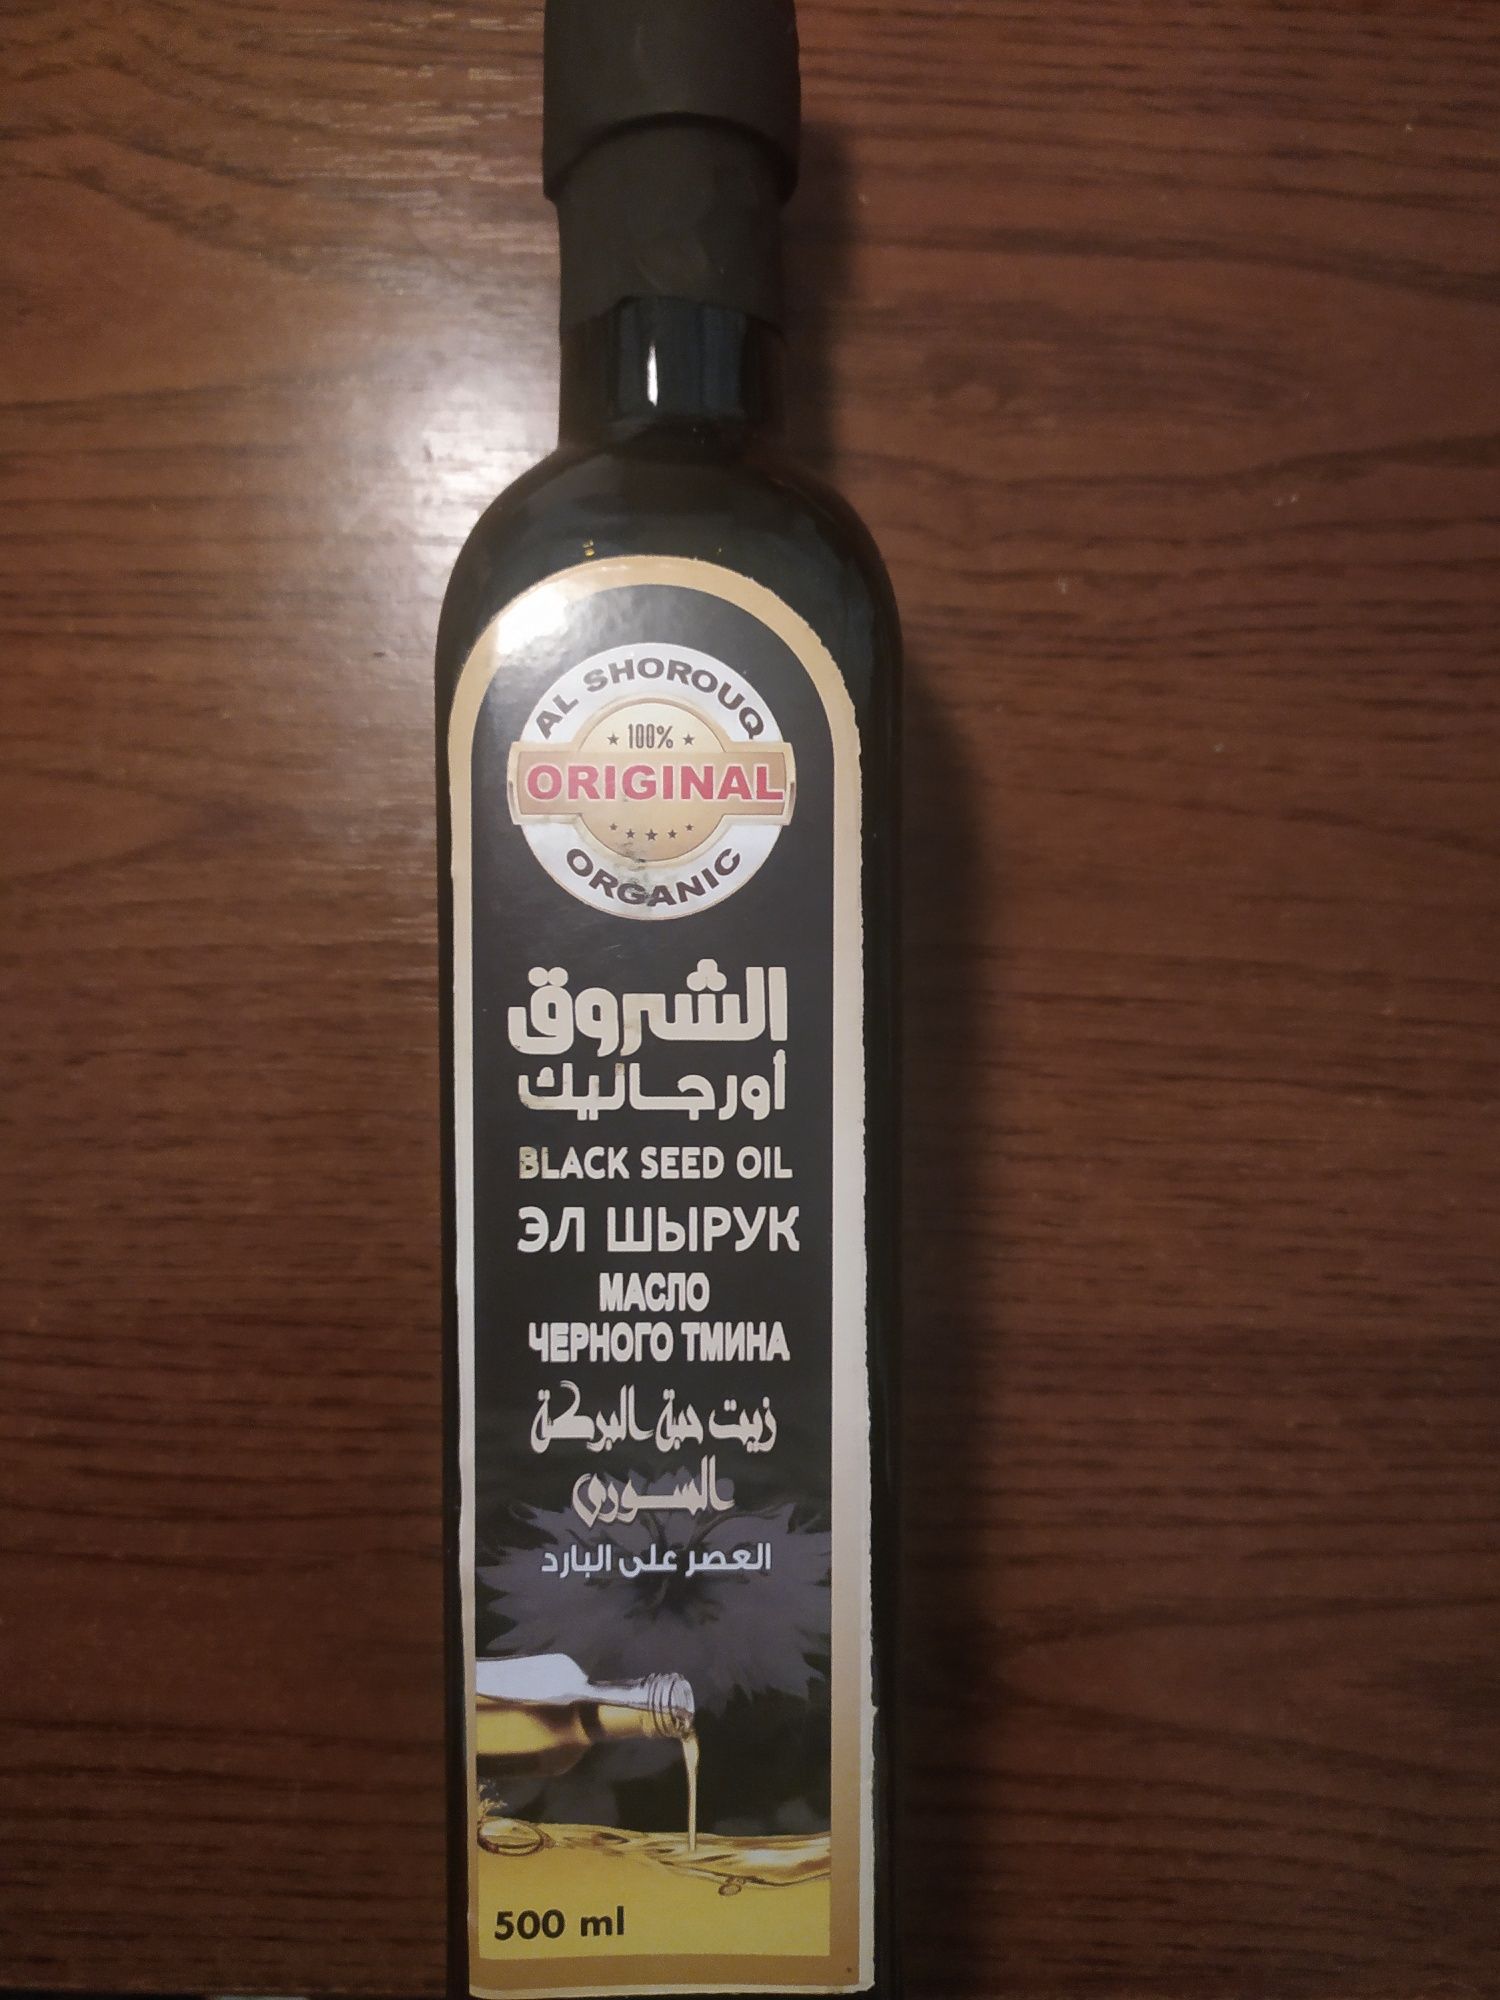 AL SHOROUQ
100%
ORIGINAL
ORGANIC
الشروق
أورجانيك
BLACK SEED OIL
ЭЛ ШЫРУК
МАСЛО
ЧЕРНОГО ТМИНА
زيت حبة البركة
السوري
العصر على البارد
500 ml